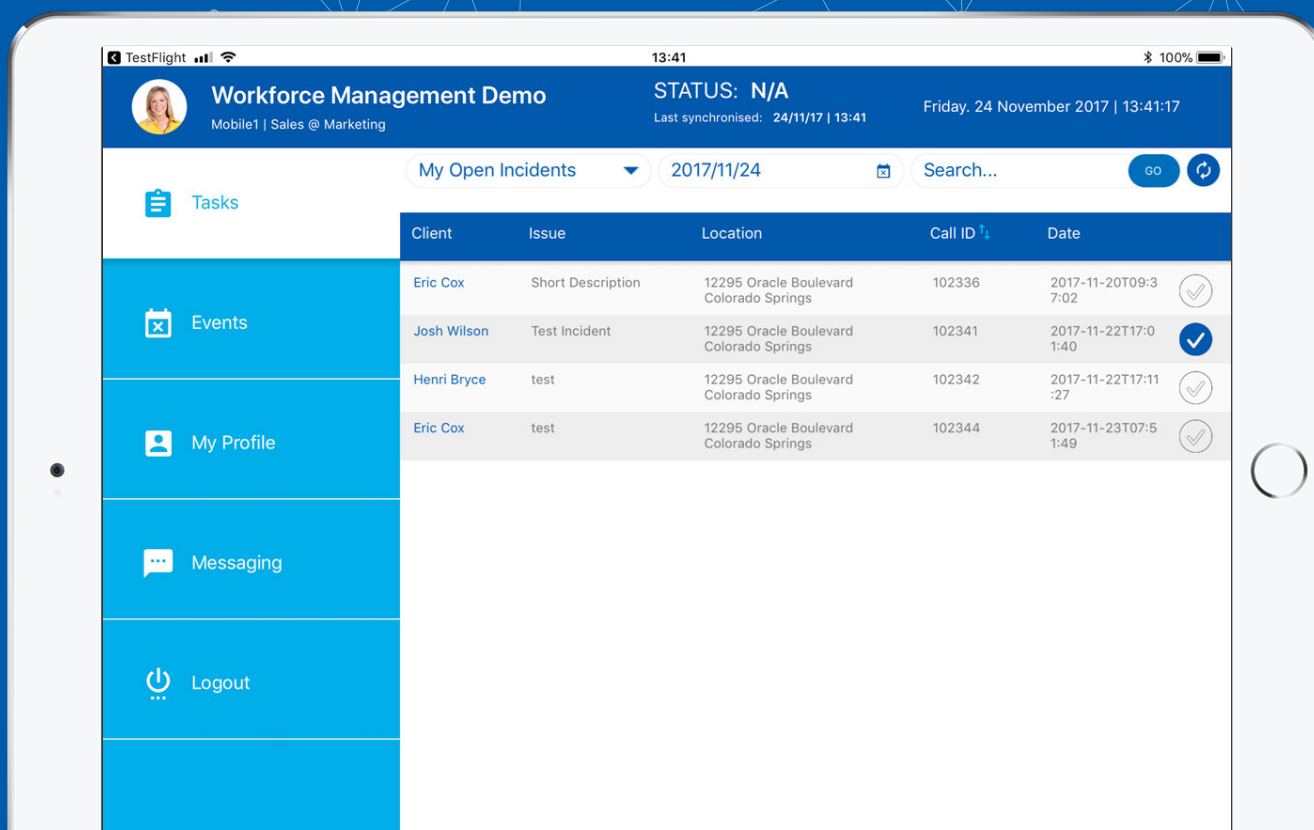 TestFlight 13:41 100%
Workforce Management Demo STATUS: N/A
Mobile1 | Sales @ Marketing Last synchronised: 24/11/17 | 13:41 Friday. 24 November 2017 | 13:41:17
My Open Incidents 2017/11/24 Search... GO
Tasks
Client Issue Location Call ID Date
Eric Cox Short Description 12295 Oracle Boulevard 102336 2017-11-20T09:3
Colorado Springs 7:02
Events
Josh Wilson Test Incident 12295 Oracle Boulevard 102341 2017-11-22T17:0
Colorado Springs 1:40
Henri Bryce test 12295 Oracle Boulevard 102342 2017-11-22T17:11
Colorado Springs :27
Eric Cox test 12295 Oracle Boulevard 102344 2017-11-23T07:5
Colorado Springs 1:49
My Profile
Messaging
Logout